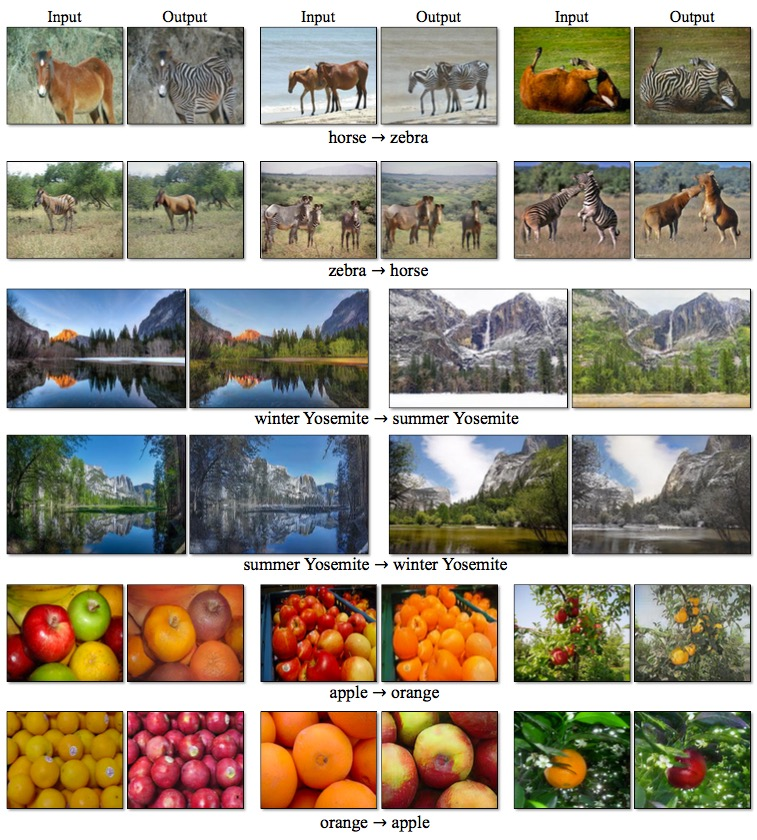 Input Output Input Output Input Output
horse → zebra
zebra → horse
winter Yosemite → summer Yosemite
summer Yosemite → winter Yosemite
apple → orange
orange → apple